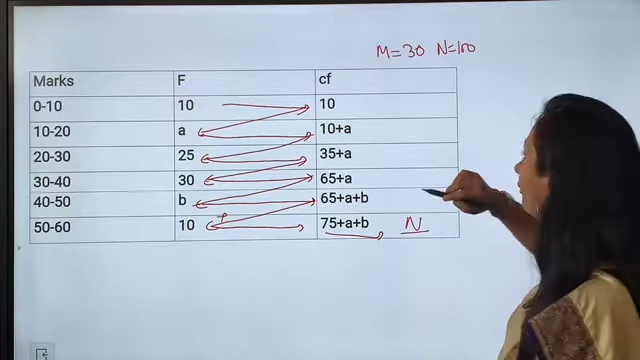 M=30 N=100
Marks F cf
0-10 10 10
10-20 a 10+a
20-30 25 35+a
30-40 30 65+a
40-50 b 65+a+b
50-60 10 75+a+b N
+